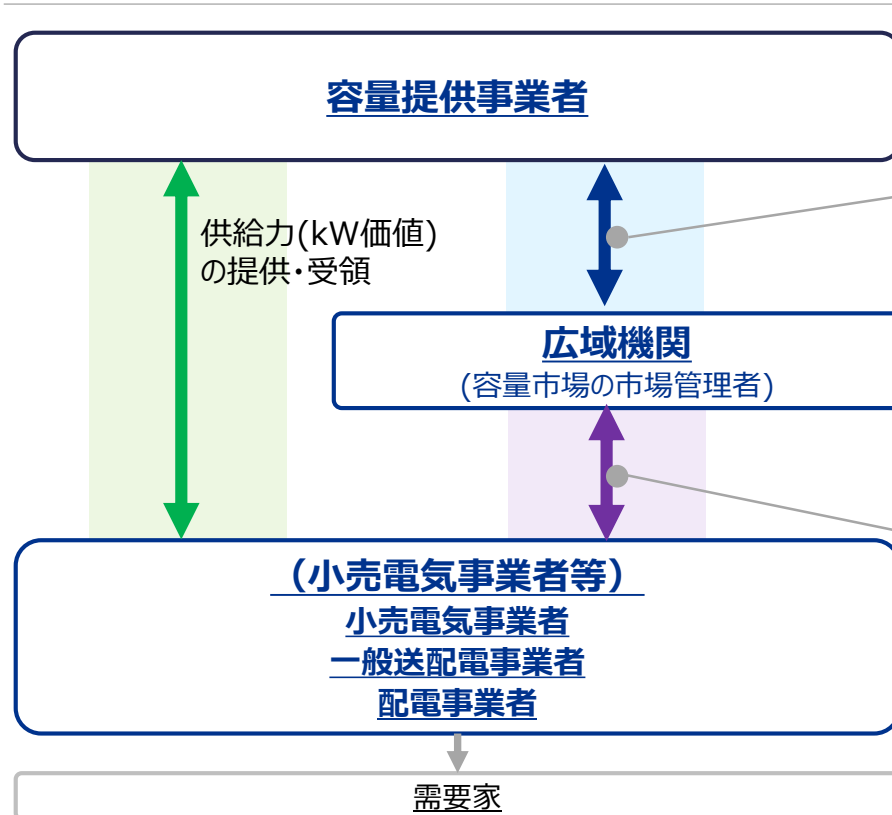 容量提供事業者
供給力(kW価値)
の提供・受領
広域機関
(容量市場の市場管理者)
（小売電気事業者等）
小売電気事業者
一般送配電事業者
配電事業者
需要家